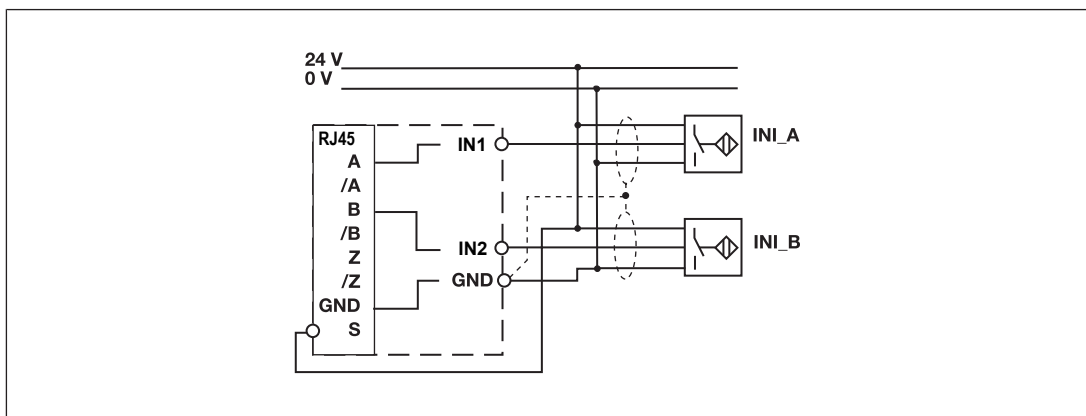 24 V
0 V
RJ45
A
/A
B
/B
Z
/Z
GND
S
IN1
IN2
GND
INI_A
INI_B